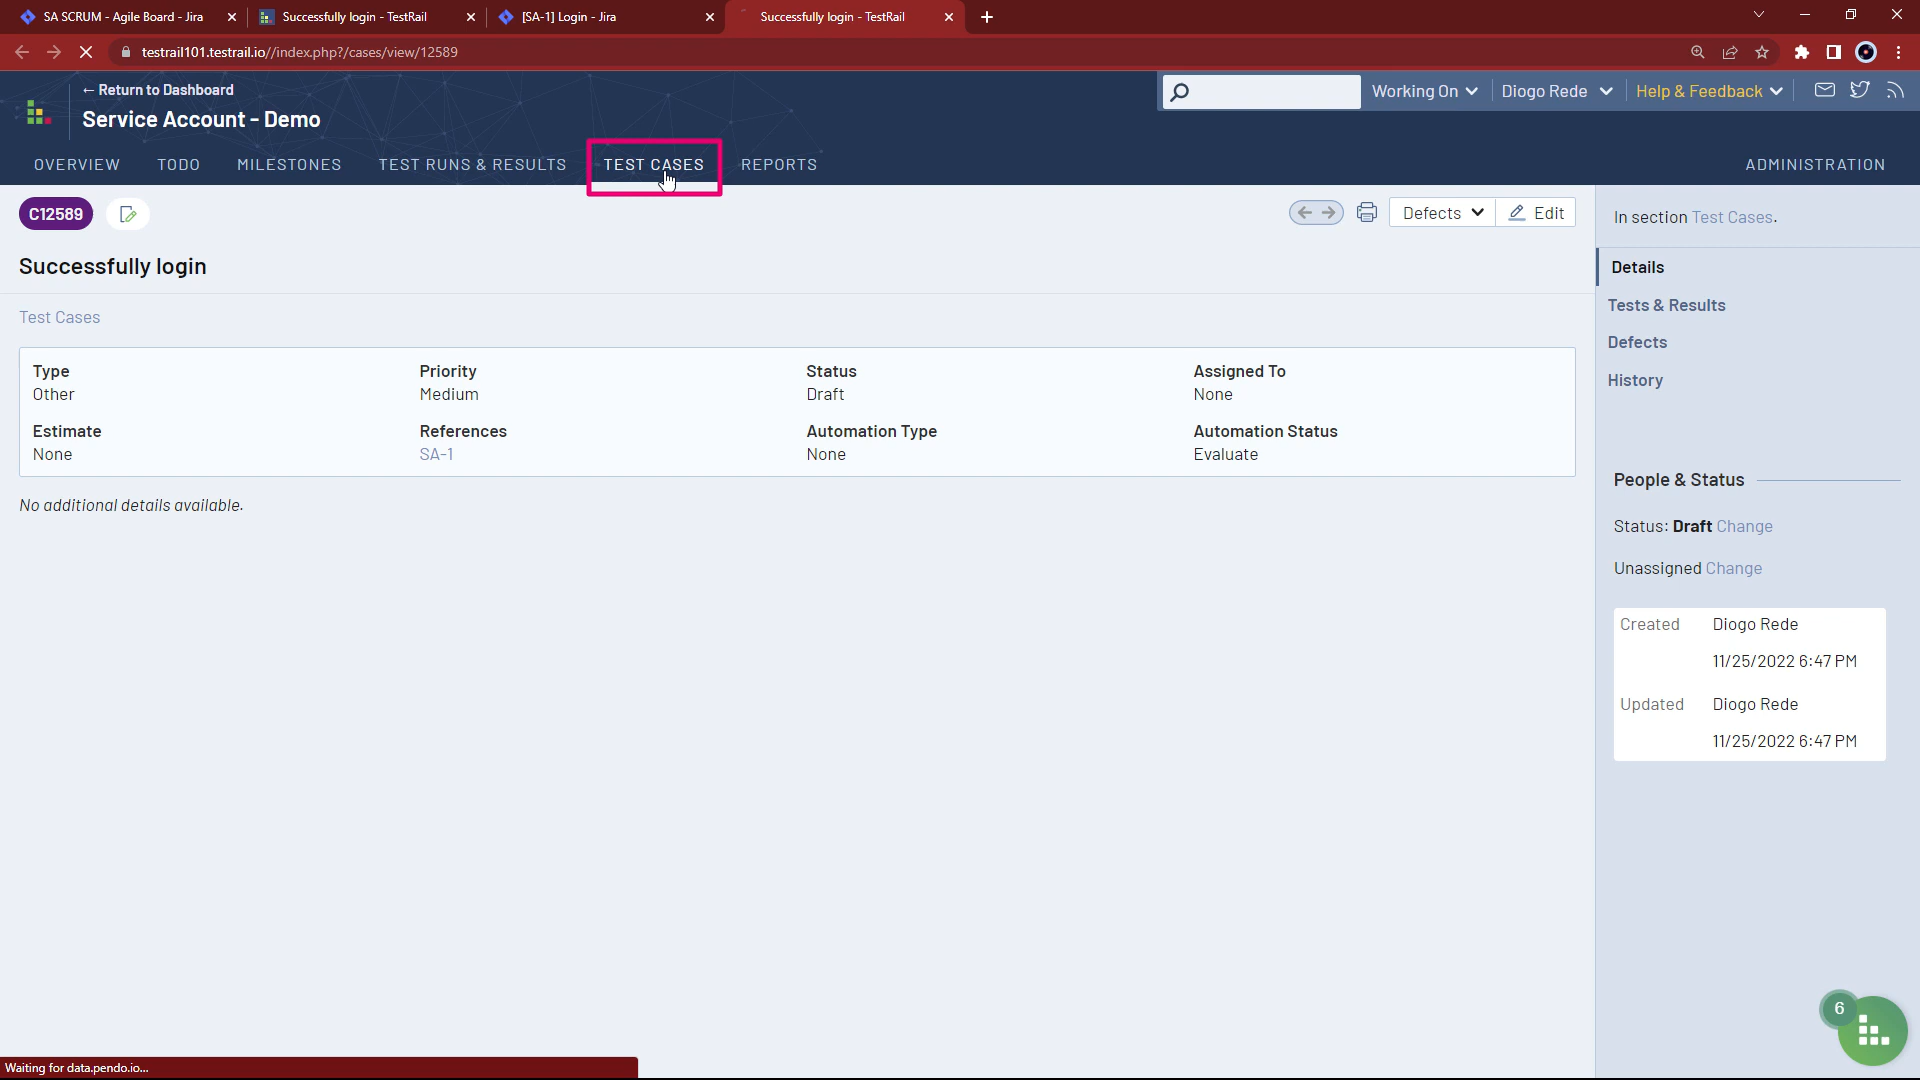 SA SCRUM - Agile Board - Jira
Successfully login - TestRail
[SA-1] Login - Jira
Successfully login - TestRail
testrail101.testrail.io//index.php?/cases/view/12589
← Return to Dashboard
Service Account - Demo
Working On
Diogo Rede
Help & Feedback
OVERVIEW
TODO
MILESTONES
TEST RUNS & RESULTS
TEST CASES
REPORTS
ADMINISTRATION
C12589
Defects
Edit
In section Test Cases.
Successfully login
Test Cases
Details
Tests & Results
Defects
History
Type
Other
Priority
Medium
Status
Draft
Assigned To
None
Estimate
None
References
SA-1
Automation Type
None
Automation Status
Evaluate
No additional details available.
People & Status
Status: Draft Change
Unassigned Change
Created Diogo Rede
11/25/2022 6:47 PM
Updated Diogo Rede
11/25/2022 6:47 PM
6
Waiting for data.pendo.io...